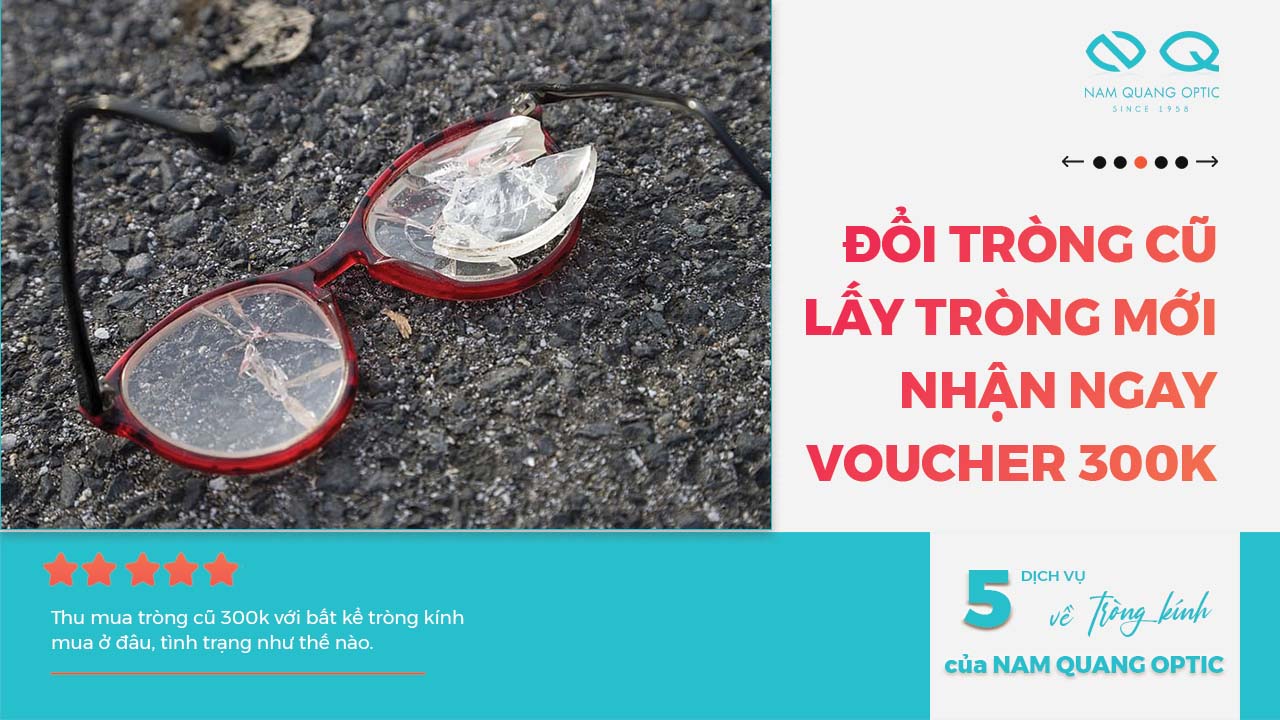 NAM QUANG OPTIC
SINCE 1958
ĐỔI TRÒNG CŨ
LẤY TRÒNG MỚI
NHẬN NGAY
VOUCHER 300K
Thu mua tròng cũ 300k với bất kể tròng kính
mua ở đâu, tình trạng như thế nào.
5 DỊCH VỤ
về Tròng kính
của NAM QUANG OPTIC